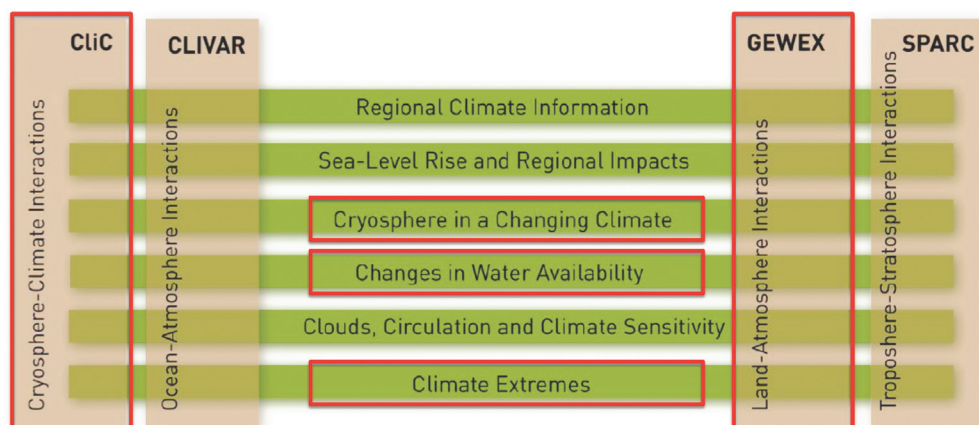 CliC
CLIVAR
GEWEX
SPARC
Cryosphere-Climate Interactions
Ocean-Atmosphere Interactions
Regional Climate Information
Sea-Level Rise and Regional Impacts
Cryosphere in a Changing Climate
Changes in Water Availability
Clouds, Circulation and Climate Sensitivity
Climate Extremes
Land-Atmosphere Interactions
Troposhere-Stratosphere Interactions